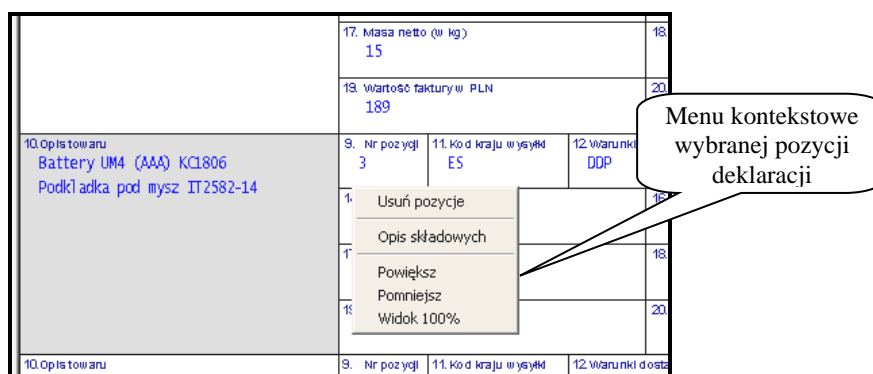 17. Masa netto (w kg)
18.
15
19. Wartość faktury w PLN
20.
189
10. Opis towaru
9. Nr pozycji
11. Kod kraju wysyłki
12. Warunki
Battery UM4 (AAA) KC1806
3
ES
DDP
Podkladka pod mysz IT2582-14
Menu kontekstowe
wybranej pozycji
deklaracji
16.
Usuń pozycje
Opis składowych
18.
Powiększ
Pomniejsz
Widok 100%
19
20.
10. Opis towaru
9. Nr pozycji
11. Kod kraju wysyłki
12. Warunki dosta